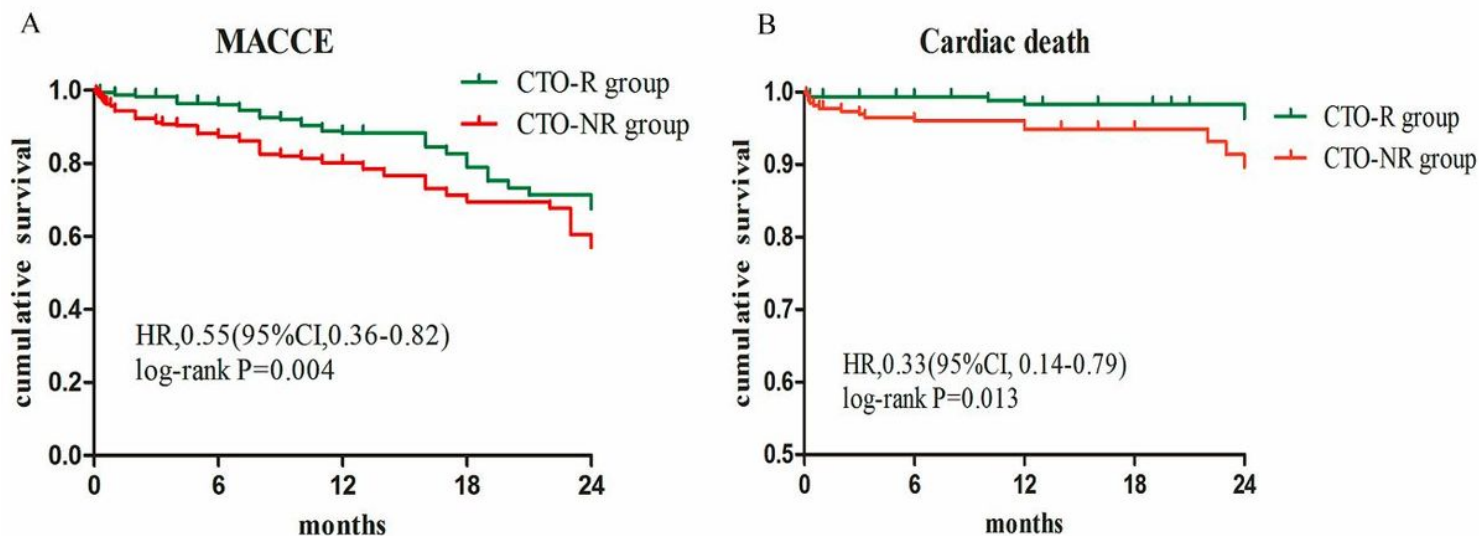 A
MACCE
CTO-R group
CTO-NR group
cumulative survival
1.0
0.8
0.6
0.4
0.2
0.0
HR,0.55(95%CI,0.36-0.82)
log-rank P=0.004
0 6 12 18 24
months
B
Cardiac death
CTO-R group
CTO-NR group
cumulative survival
1.0
0.9
0.8
0.7
0.6
0.5
HR,0.33(95%CI, 0.14-0.79)
log-rank P=0.013
0 6 12 18 24
months